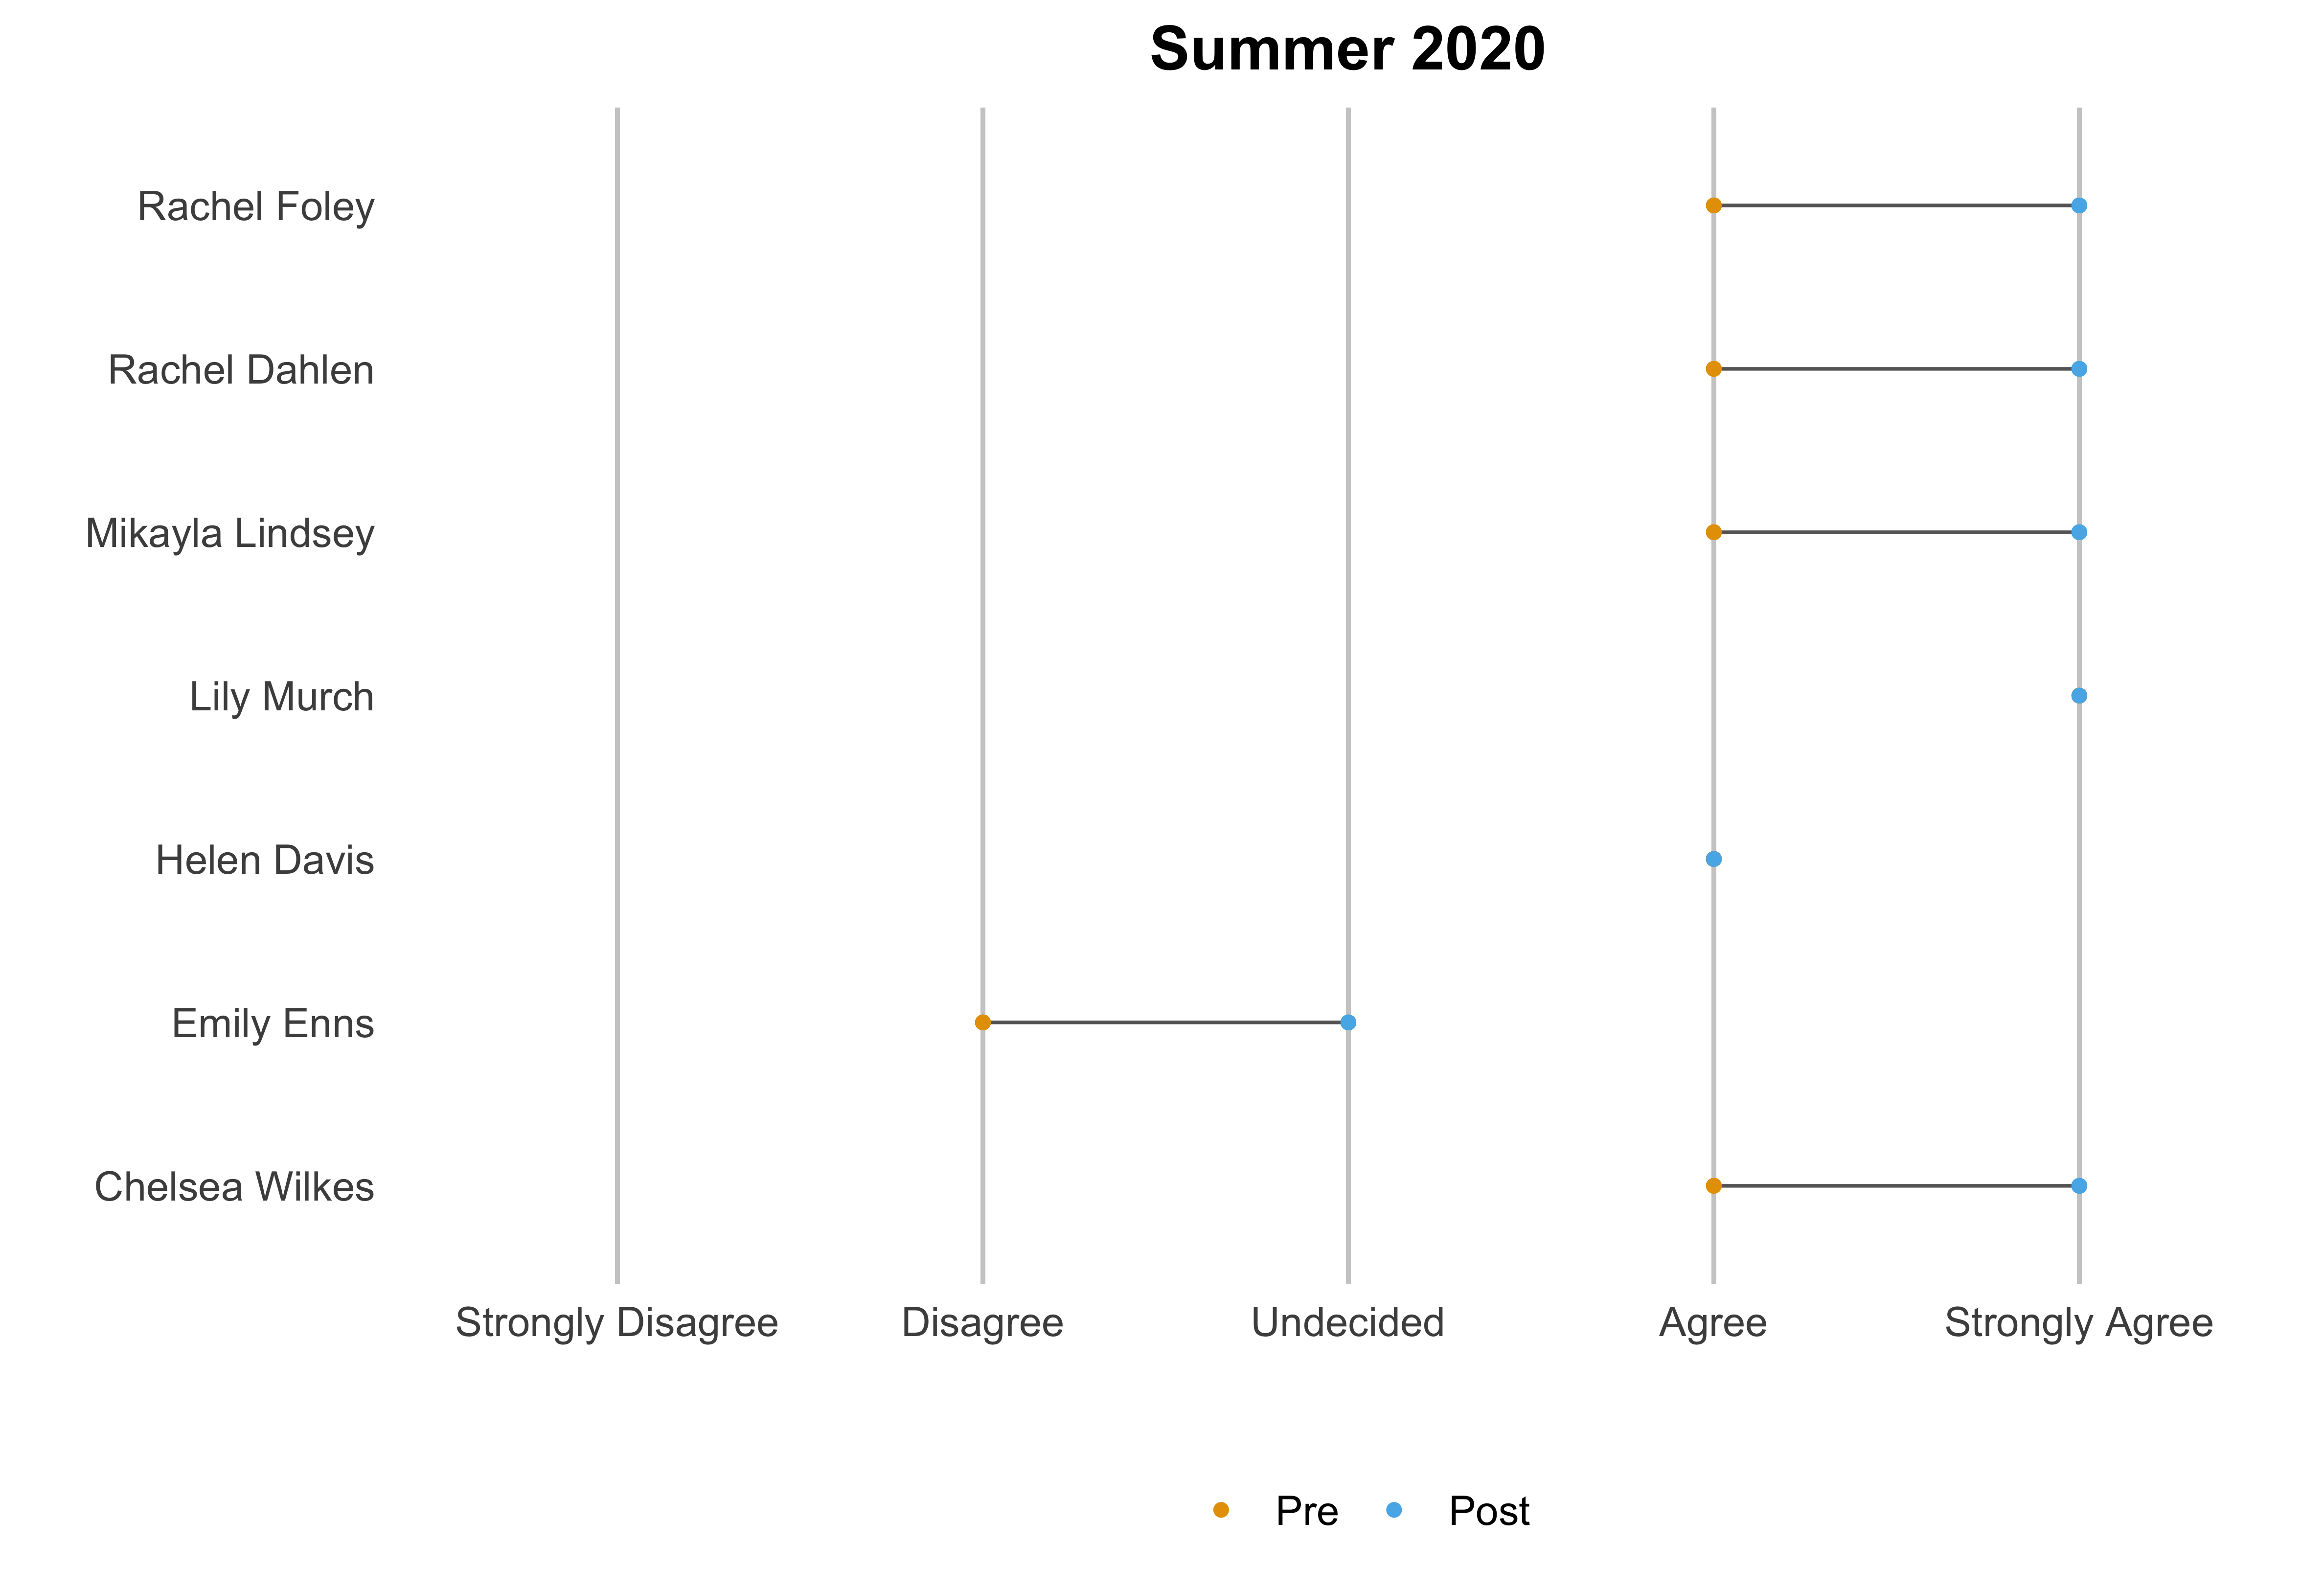 Summer 2020
Rachel Foley
Rachel Dahlen
Mikayla Lindsey
Lily Murch
Helen Davis
Emily Enns
Chelsea Wilkes
Strongly Disagree Disagree Undecided Agree Strongly Agree
Pre Post